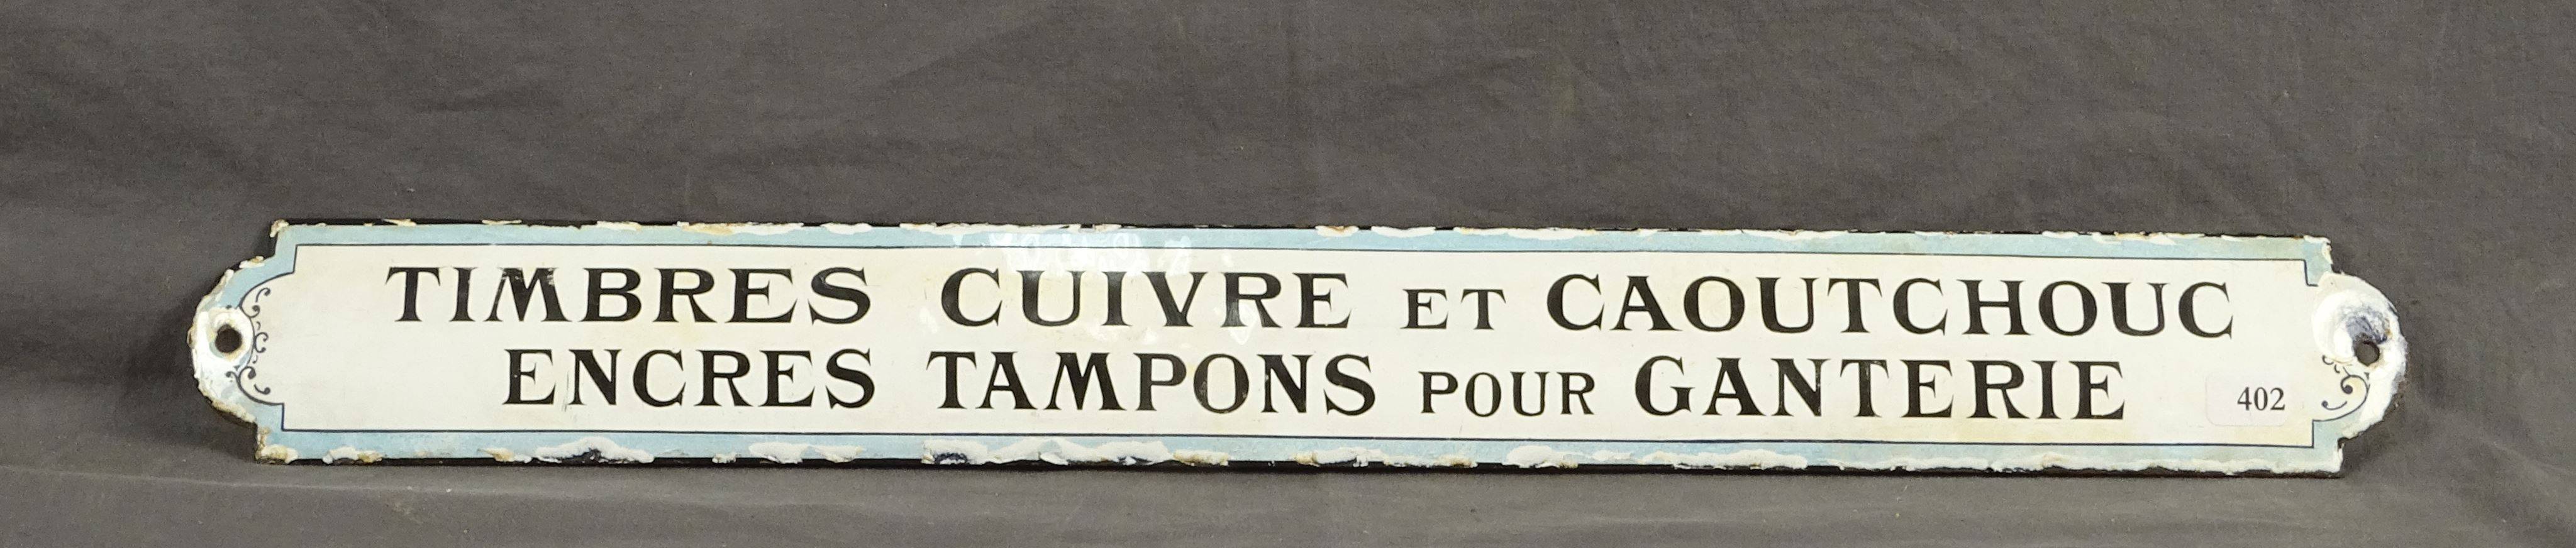 TIMBRES CUIVRE ET CAOUTCHOUC
ENCRES TAMPONS POUR GANTERIE
402